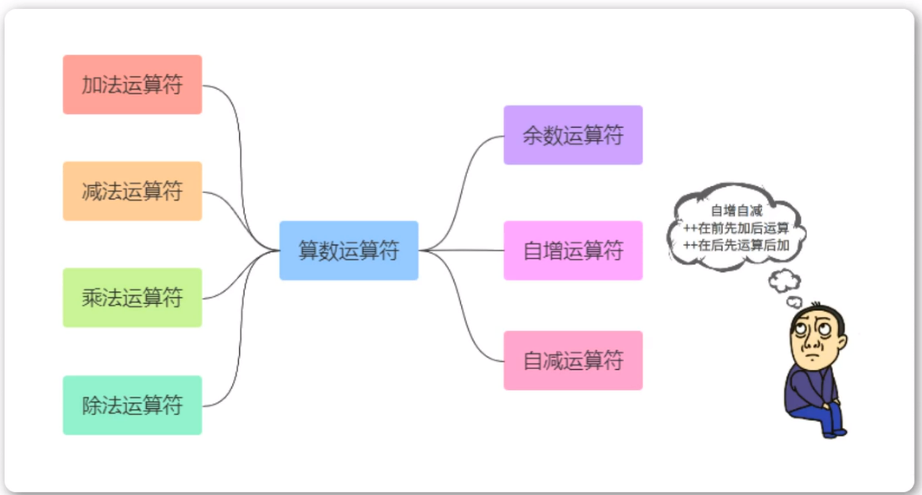 加法运算符
减法运算符
乘法运算符
除法运算符
算数运算符
余数运算符
自增运算符
自减运算符
自增自减
++在前先加后运算
++在后先运算后加